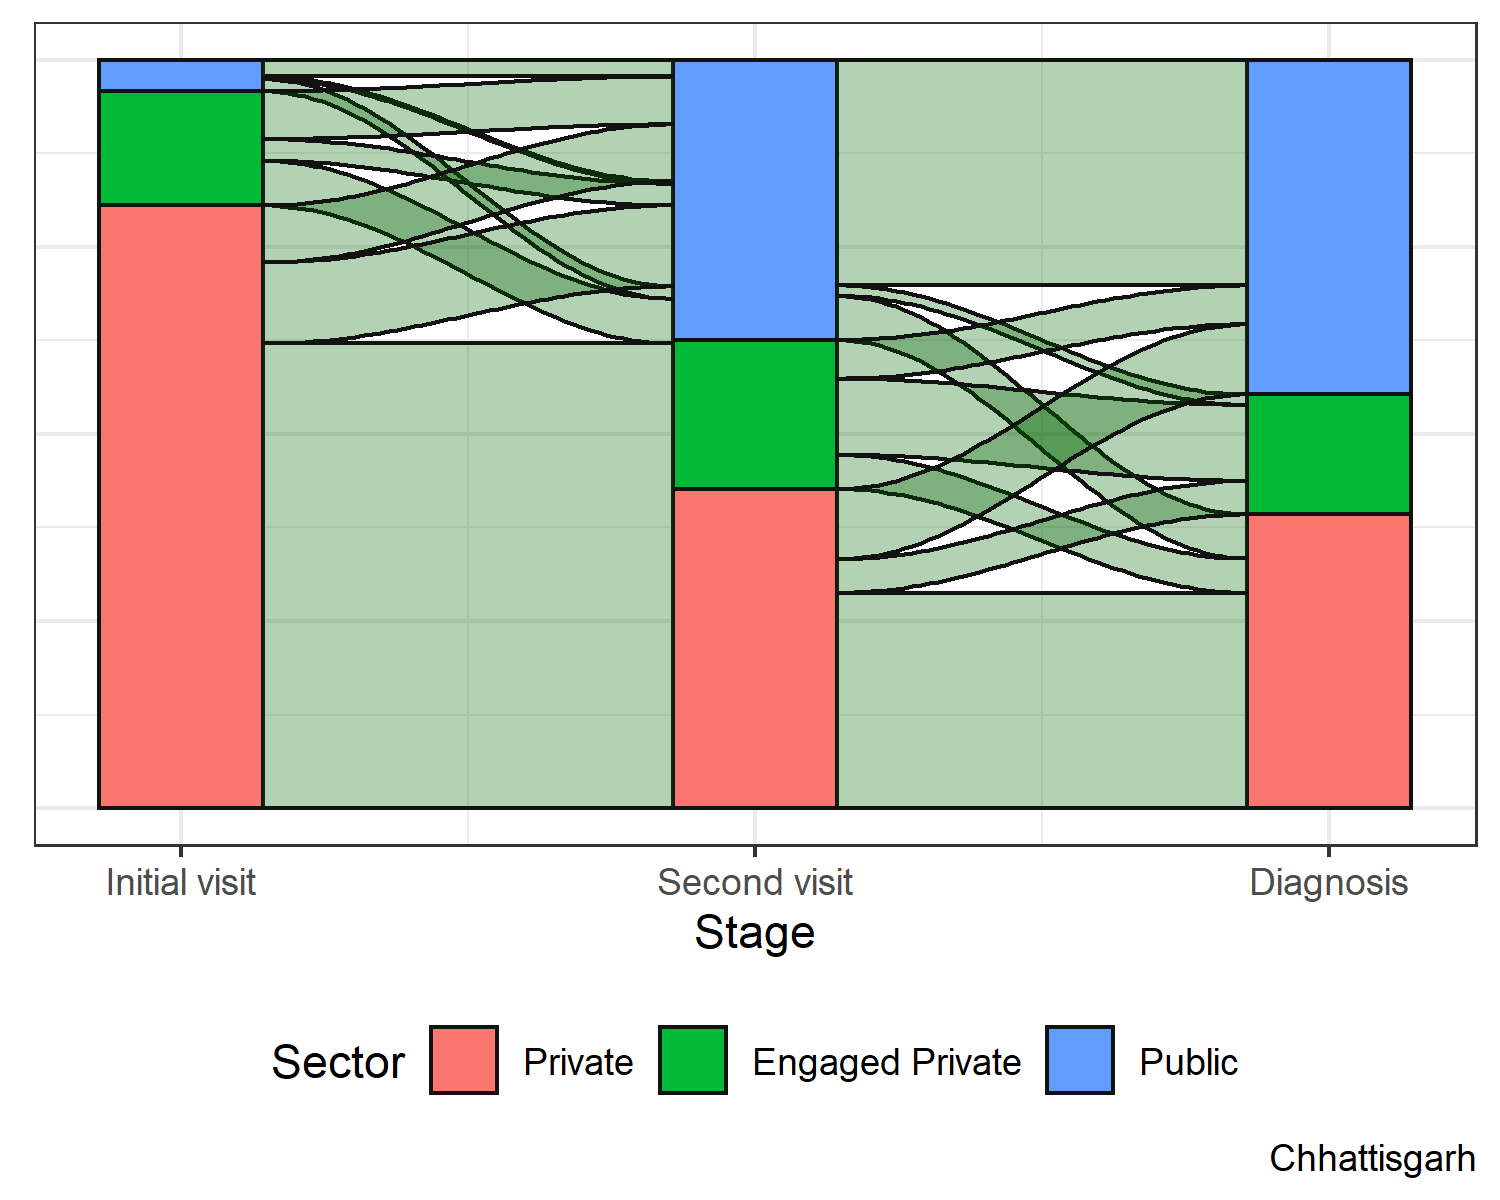 Initial visit Second visit Diagnosis
Stage
Sector Private Engaged Private Public
Chhattisgarh